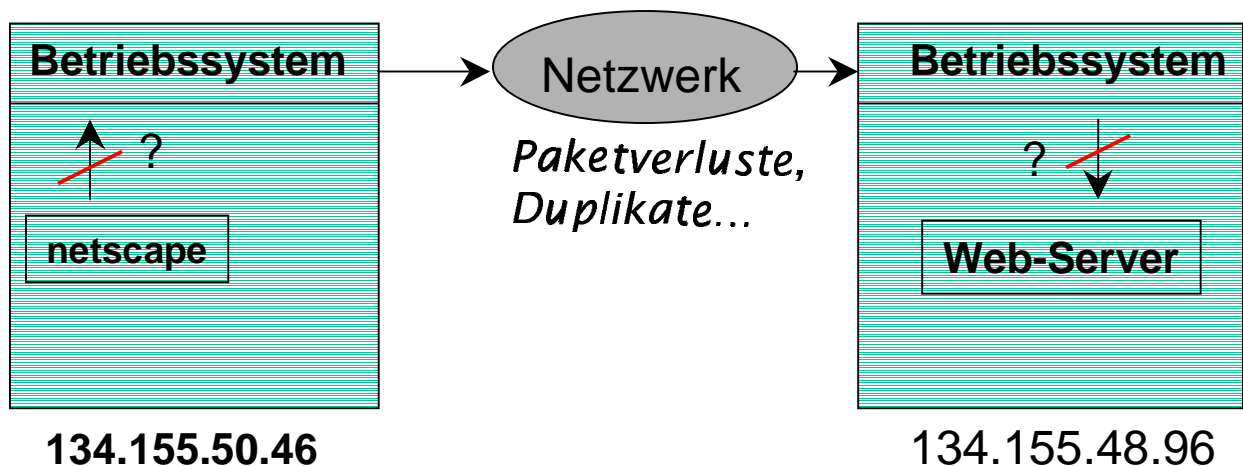 Betriebssystem
Netzwerk
Betriebssystem
?
?
Paketverluste,
Duplikate...
netscape
Web-Server
134.155.50.46
134.155.48.96